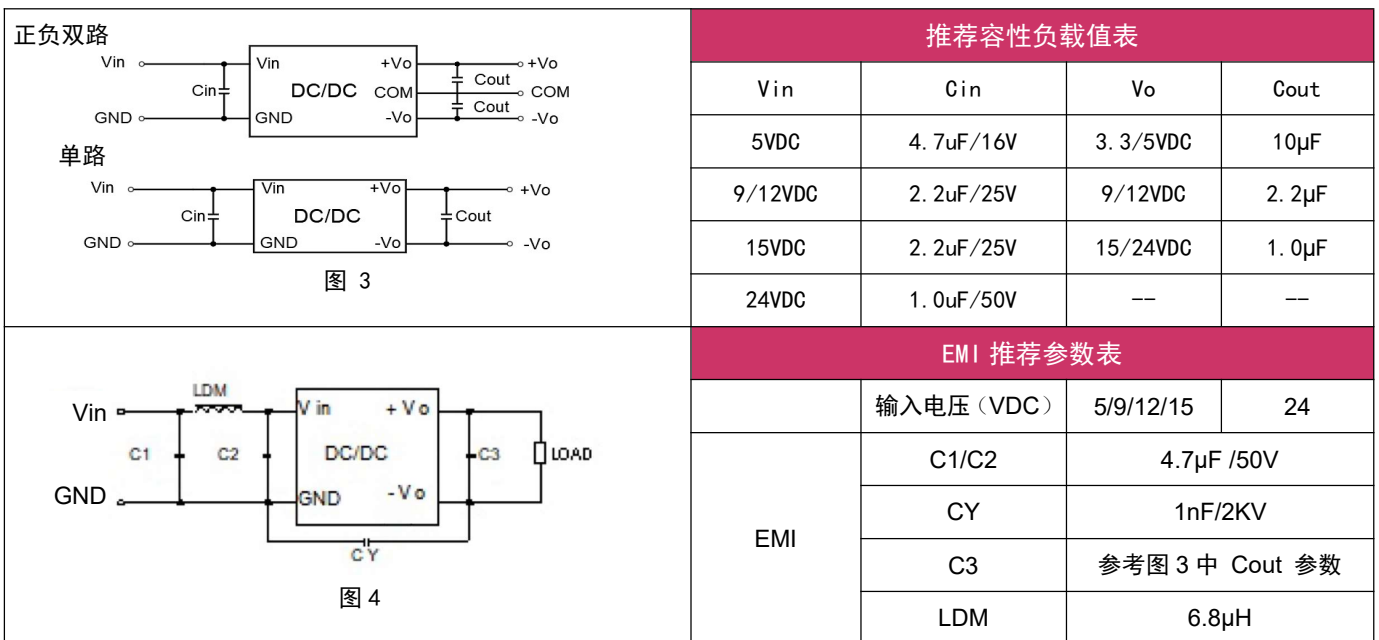 正负双路
Vin
Cin
GND
Vin
+Vo
DC/DC
COM
GND
-Vo
Cout
Cout
+Vo
COM
-Vo
单路
Vin
Cin
GND
Vin
+Vo
DC/DC
GND
-Vo
Cout
+Vo
-Vo
图 3
推荐容性负载值表
Vin Cin Vo Cout
5VDC 4.7uF/16V 3.3/5VDC 10μF
9/12VDC 2.2uF/25V 9/12VDC 2.2μF
15VDC 2.2uF/25V 15/24VDC 1.0μF
24VDC 1.0uF/50V -- --
LDM
Vin
C1
C2
GND
V in
+ V o
DC/DC
GND
- V o
C3
LOAD
C Y
图 4
EMI 推荐参数表
输入电压（VDC） 5/9/12/15 24
EMI
C1/C2 4.7μF /50V
CY 1nF/2KV
C3 参考图 3 中 Cout 参数
LDM 6.8μH